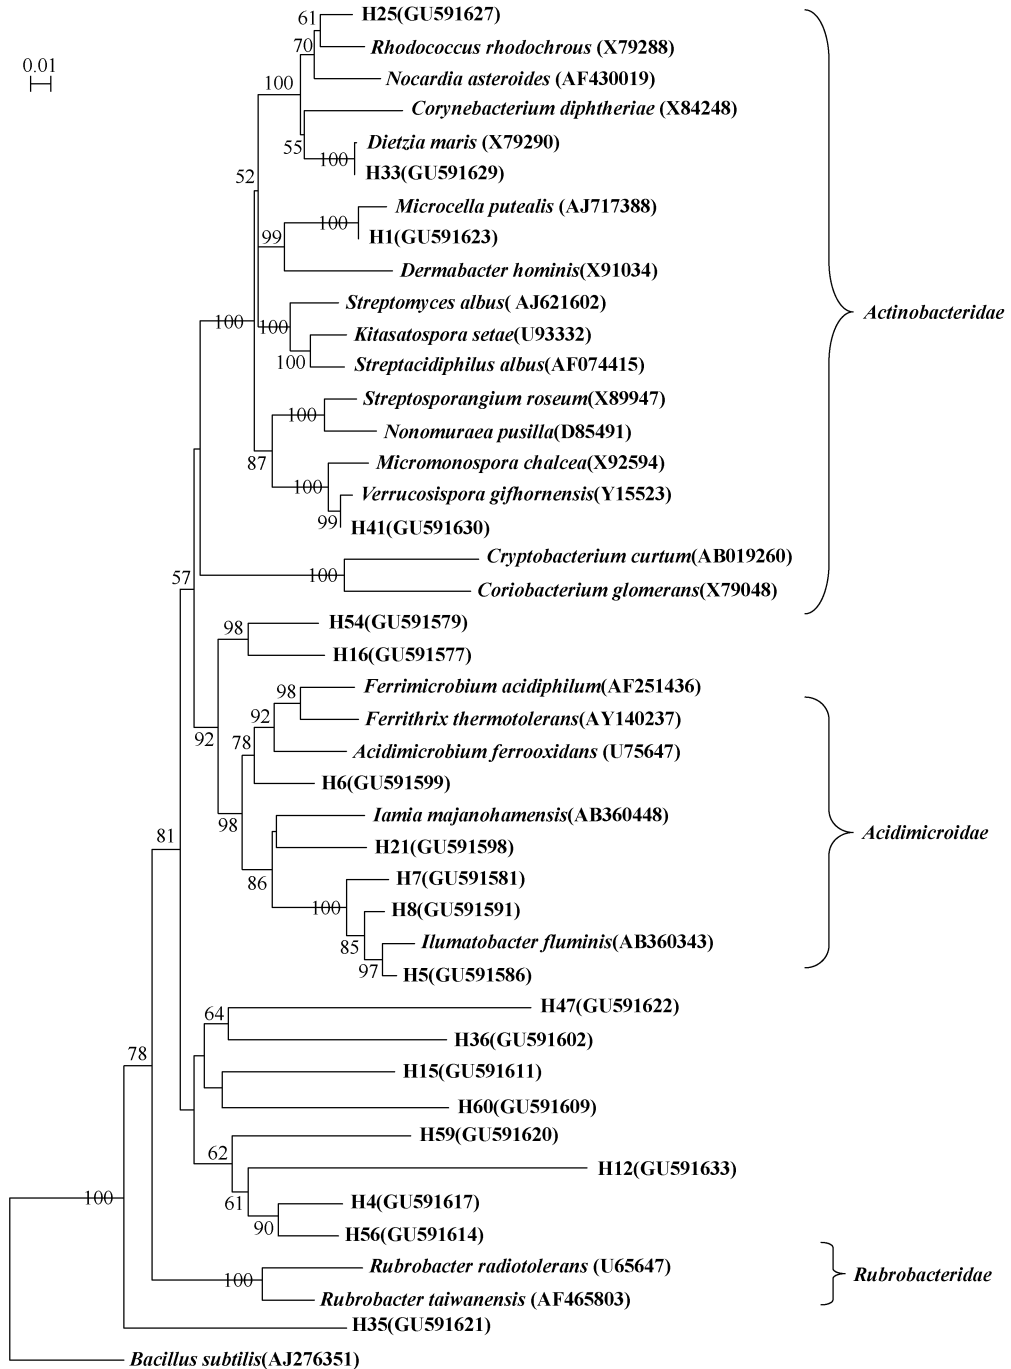 61
H25(GU591627)
70
Rhodococcus rhodochrous (X79288)
0.01
Nocardia asteroides (AF430019)
100
Corynebacterium diphtheriae (X84248)
55
Dietzia maris (X79290)
100
H33(GU591629)
52
Microcella putealis (AJ717388)
100
H1(GU591623)
99
Dermabacter hominis(X91034)
Streptomyces albus( AJ621602)
Actinobacteridae
100
100
Kitasatospora setae(U93332)
100
Streptacidiphilus albus(AF074415)
Streptosporangium roseum(X89947)
100
Nonomuraea pusilla(D85491)
87
Micromonospora chalcea(X92594)
100
Verrucosispora gifhornensis(Y15523)
99
H41(GU591630)
Cryptobacterium curtum(AB019260)
57
100
Coriobacterium glomerans(X79048)
98
H54(GU591579)
H16(GU591577)
Ferrimicrobium acidiphilum(AF251436)
98
92
Ferrithrix thermotolerans(AY140237)
92
78
Acidimicrobium ferrooxidans (U75647)
H6(GU591599)
Iamia majanohamensis(AB360448)
98
81
Acidimicroidae
H21(GU591598)
86
H7(GU591581)
100
H8(GU591591)
85
Ilumatobacter fluminis(AB360343)
97
H5(GU591586)
H47(GU591622)
64
H36(GU591602)
78
H15(GU591611)
H60(GU591609)
H59(GU591620)
62
H12(GU591633)
100
61
H4(GU591617)
90
H56(GU591614)
Rubrobacter radiotolerans (U65647)
Rubrobacteridae
100
Rubrobacter taiwanensis (AF465803)
H35(GU591621)
Bacillus subtilis(AJ276351)